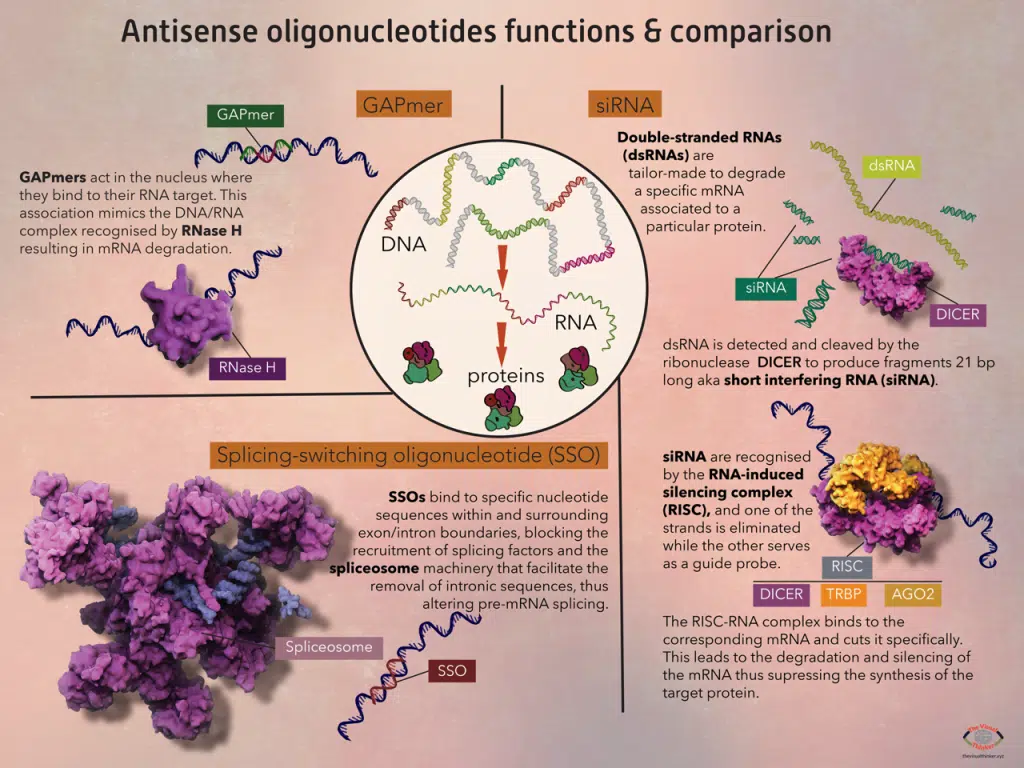 Antisense oligonucleotides functions & comparison
GAPmer
GAPmer
GAPmers act in the nucleus where
they bind to their RNA target. This
association mimics the DNA/RNA
complex recognised by RNase H
resulting in mRNA degradation.
RNase H
siRNA
Double-stranded RNAs
(dsRNAs) are
tailor-made to degrade
a specific mRNA
associated to a
particular protein.
dsRNA
siRNA
DICER
dsRNA is detected and cleaved by the
ribonuclease DICER to produce fragments 21 bp
long aka short interfering RNA (siRNA).
DNA
RNA
proteins
Splicing-switching oligonucleotide (SSO)
SSOs bind to specific nucleotide
sequences within and surrounding
exon/intron boundaries, blocking the
recruitment of splicing factors and the
spliceosome machinery that facilitate the
removal of intronic sequences, thus
altering pre-mRNA splicing.
Spliceosome
SSO
siRNA are recognised
by the RNA-induced
silencing complex
(RISC), and one of the
strands is eliminated
while the other serves
as a guide probe.
RISC
DICER TRBP AGO2
The RISC-RNA complex binds to the
corresponding mRNA and cuts it specifically.
This leads to the degradation and silencing of
the mRNA thus supressing the synthesis of the
target protein.
The Visual
Thinker
thevisualthinker.xyz